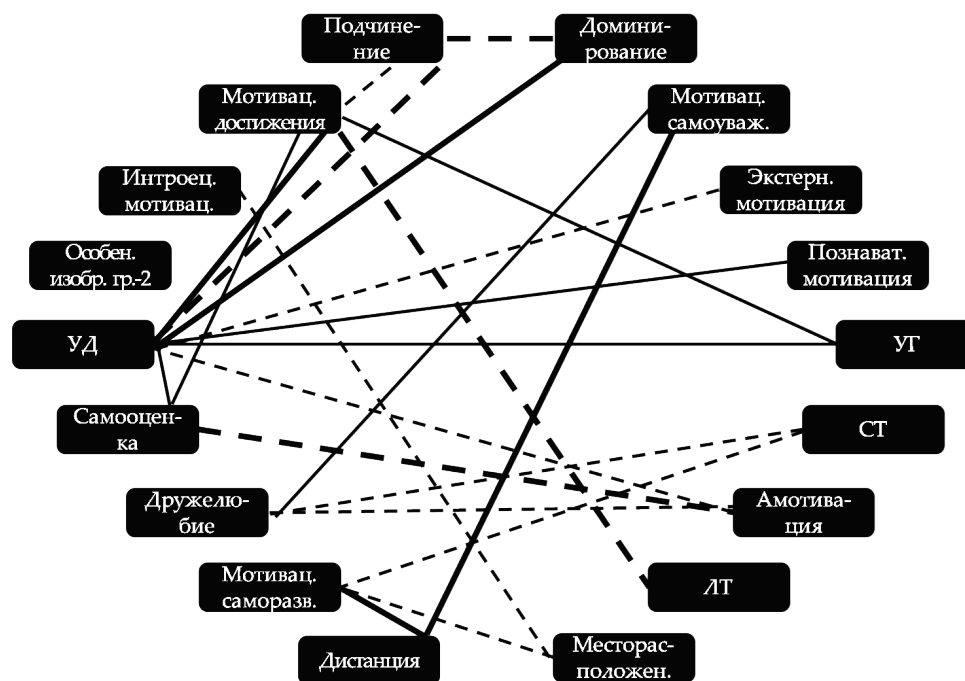 Подчине-
ние
Домини-
рование
Мотивац.
достижения
Мотивац.
самоуваж.
Интроец.
мотивац.
Экстерн.
мотивация
Особен.
изобр. гр.-2
Познават.
мотивация
УД
УГ
Самооцен-
ка
СТ
Дружелю-
бие
Амотива-
ция
Мотивац.
саморазв.
ЛТ
Дистанция
Месторас-
положен.